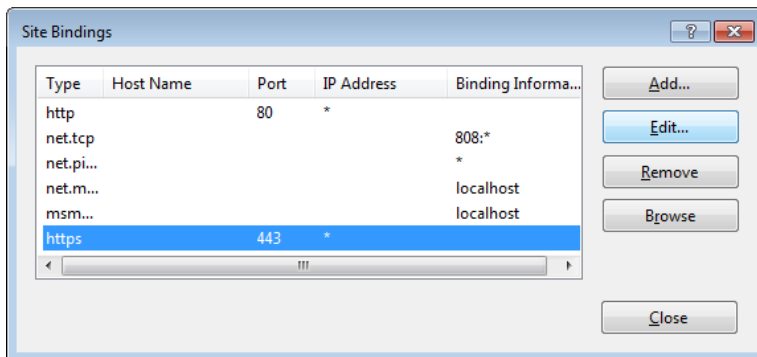 Site Bindings
Type Host Name Port IP Address Binding Informa...
http 80 *
net.tcp 808:*
net.pi... *
net.m... localhost
msm... localhost
https 443 *
Add...
Edit...
Remove
Browse
Close